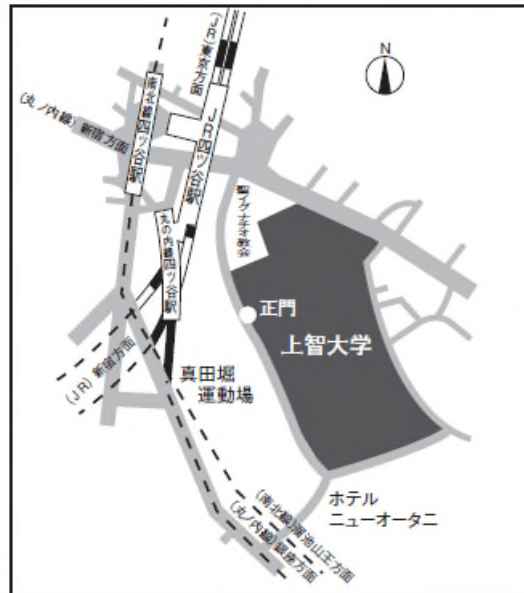 N
(JR)東京方面
南北線四ツ谷駅
JR四ツ谷駅
(丸ノ内線)新宿方面
丸の内線四ツ谷駅
聖イグナチオ教会
正門
上智大学
(JR)新宿方面
真田堀
運動場
ホテル
ニューオータニ
(南北線)溜池山王方面
(丸ノ内線)銀座方面